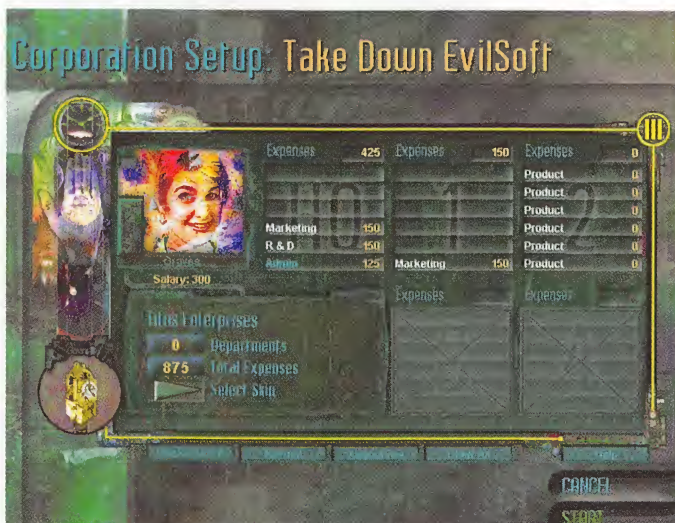 Corporation Setup: Take Down EvilSoft
III
Expenses 425 Expenses 150 Expenses 0
Product 0
Product 0
Product 0
Marketing 150 Product 0
R & D 150 Product 0
Admin 125 Marketing 150 Product 0
Salary: 300
Expenses Expenses
Titus Enterprises
0 Departments
875 Total Expenses
Select Skin
CANCEL
START